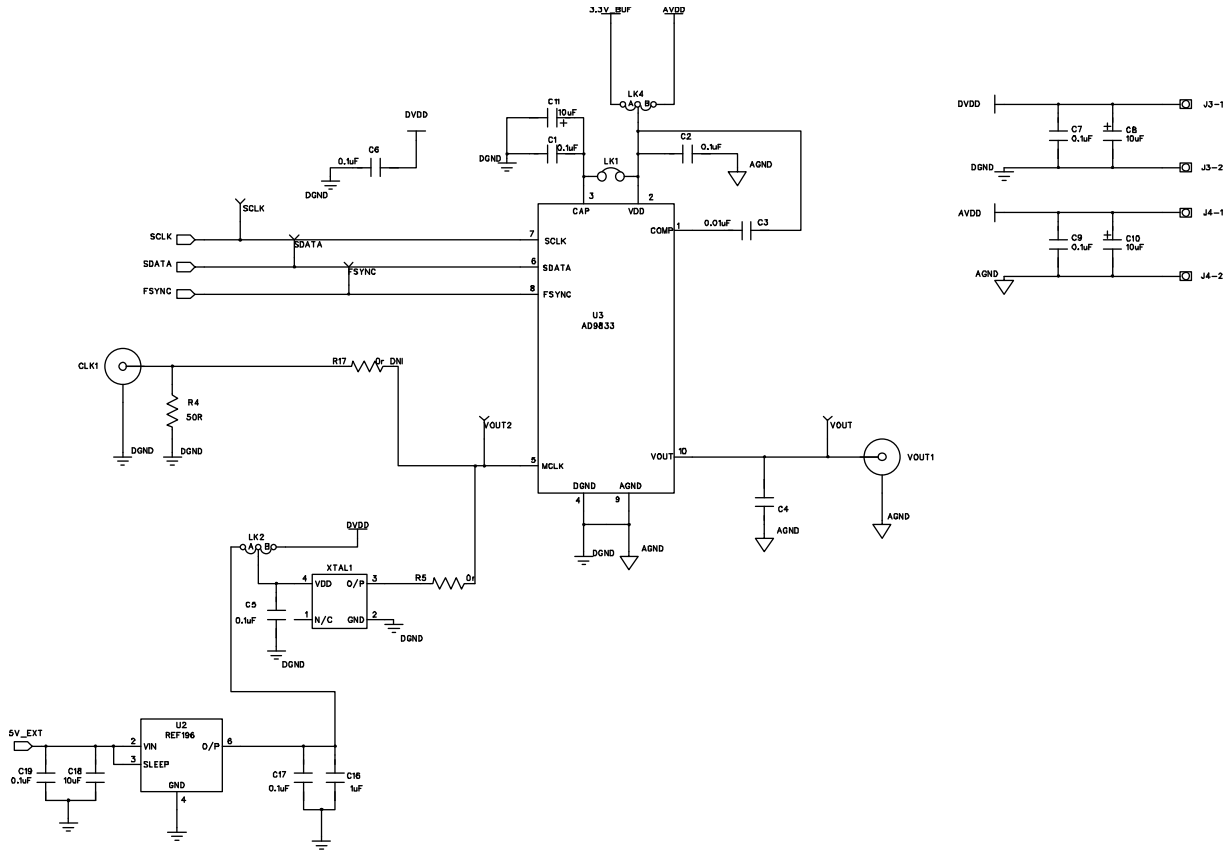 3.3V_BUF
AVDD
LK4
A B
C11
10uF
+
C1
0.1uF
DGND
LK1
C2
0.1uF
AGND
DVDD
C6
0.1uF
DGND
3
2
CAP
VDD
COMP
1
0.01uF
C3
SCLK
SCLK
7
SCLK
SDATA
SDATA
6
SDATA
FSYNC
FSYNC
8
FSYNC
U3
AD9833
DVDD
J3-1
C7
0.1uF
+
C8
10uF
DGND
J3-2
AVDD
J4-1
C9
0.1uF
+
C10
10uF
AGND
J4-2
CLK1
R17
0r DNI
R4
50R
DGND
DGND
VOUT2
5
MCLK
VOUT
10
VOUT
VOUT1
C4
AGND
AGND
DGND
AGND
4
9
DGND
AGND
LK2
A B
DVDD
XTAL1
4
VDD
O/P
3
R5
0r
C5
0.1uF
1
N/C
GND
2
DGND
DGND
5V_EXT
U2
REF196
2
VIN
O/P
6
3
SLEEP
GND
4
C19
0.1uF
C18
10uF
C17
0.1uF
C16
1uF